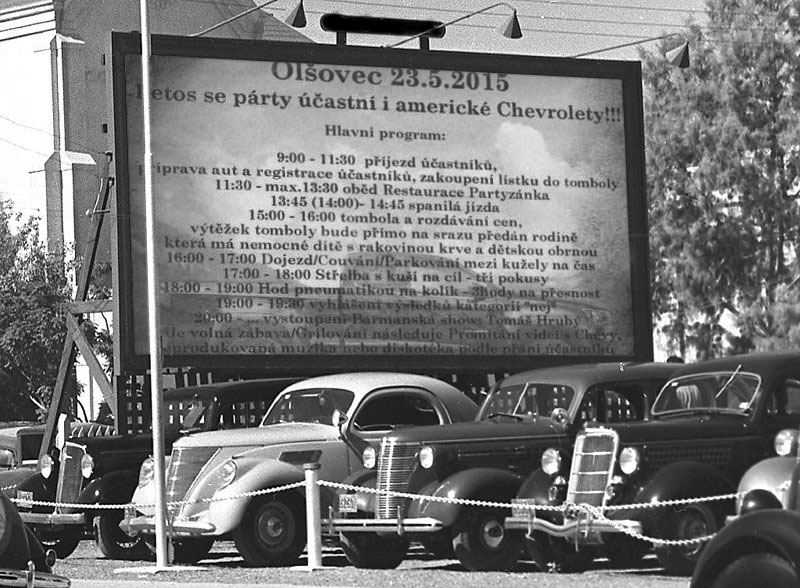 Olšovec 23.5.2015
Letos se párty účastní i americké Chevrolety!!!
Hlavní program:
9:00 - 11:30 příjezd účastníků,
příprava aut a registrace účastníků, zakoupení lístku do tomboly
11:30 - max.13:30 oběd Restaurace Partyzánka
13:45 (14:00)- 14:45 spanilá jízda
15:00 - 16:00 tombola a rozdávání cen,
výtěžek tomboly bude přímo na srazu předán rodině
která má nemocné dítě s rakovinou krve a dětskou obrnou
16:00 - 17:00 Dojezd/Couvání/Parkování mezi kužely na čas
17:00 - 18:00 Střelba s kuší na cíl - tři pokusy
18:00 - 19:00 Hod pneumatikou na kolík - 3hody na přesnost
19:00 - 19:30 vyhlášení výsledků kategorií "nej"
20:00 - ... vystoupení Barmanská show: Tomáš Hrubý
dále volná zábava/Grilování následuje Promítání videí s Chevy,
reprodukovaná muzika nebo diskotéka podle přání účastníků